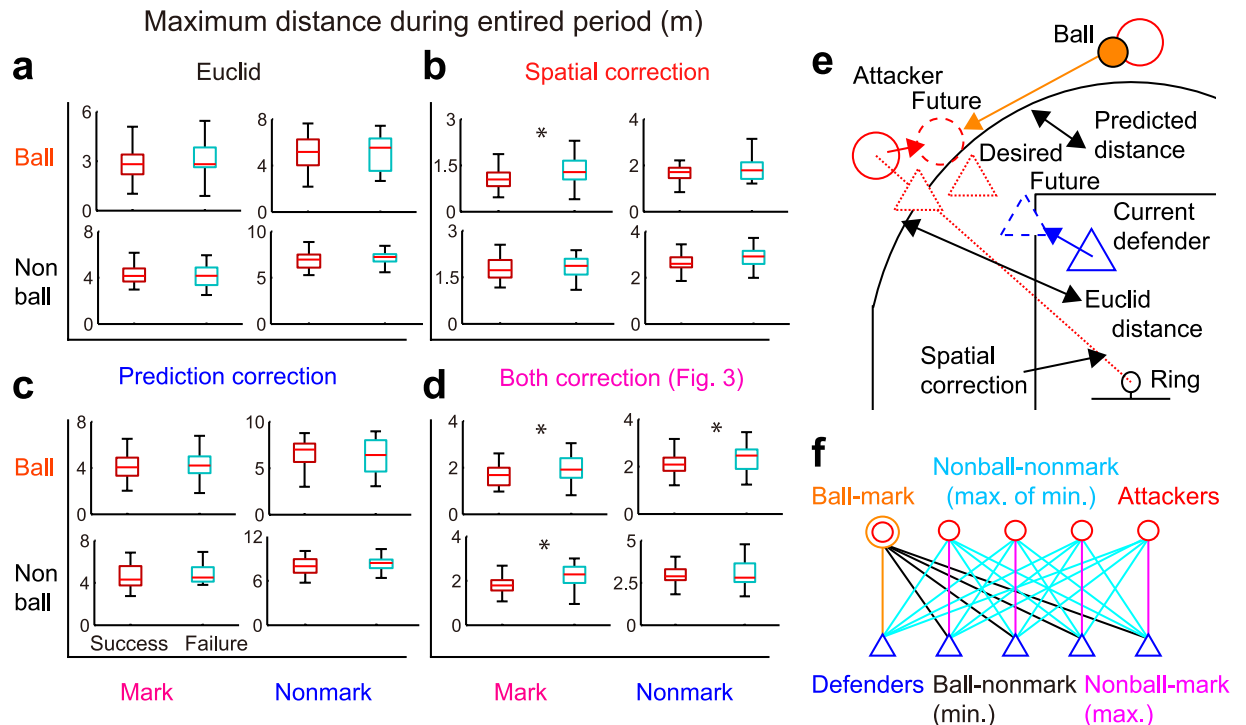 Maximum distance during entired period (m)
a
Euclid
b
Spatial correction
Ball
6
3
0
8
4
0
3
1.5
0
*
4
2
0
Non
ball
8
4
0
10
5
0
3
1.5
0
4
2
0
c
Prediction correction
d
Both correction (Fig. 3)
Ball
8
4
0
10
5
0
4
2
0
*
4
2
0
*
Non
ball
8
4
0
12
6
0
4
2
0
*
5
2.5
0
Success
Failure
Mark
Nonmark
Mark
Nonmark
e
Ball
Attacker
Future
Predicted
distance
Desired
Future
Current
defender
Euclid
distance
Spatial
correction
Ring
f
Nonball-nonmark
(max. of min.)
Ball-mark
Attackers
Defenders
Ball-nonmark
(min.)
Nonball-mark
(max.)